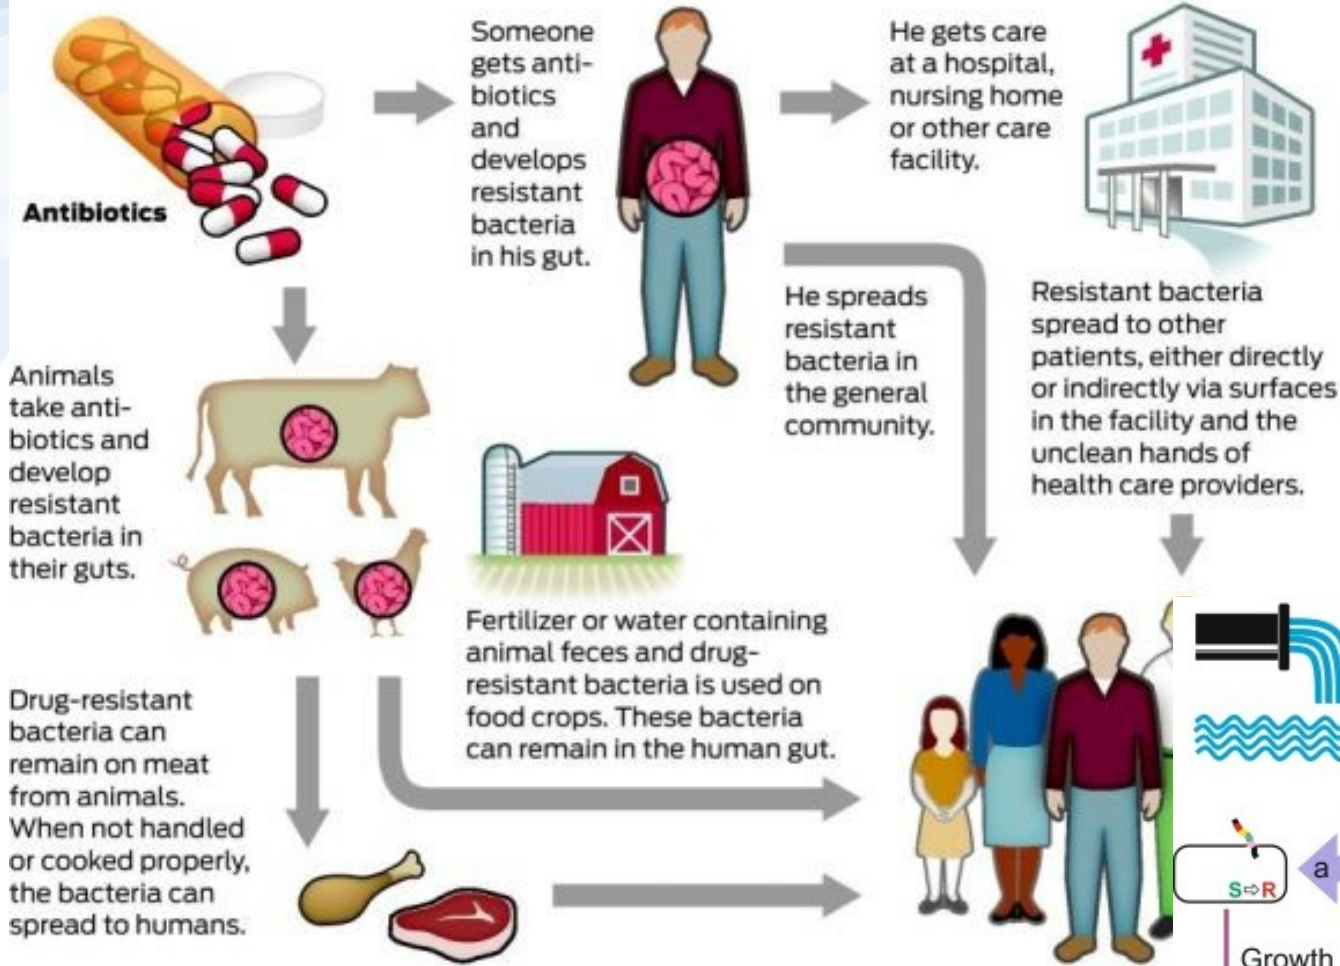 Antibiotics
Someone
gets anti-
biotics
and
develops
resistant
bacteria
in his gut.
He gets care
at a hospital,
nursing home
or other care
facility.
He spreads
resistant
bacteria in
the general
community.
Resistant bacteria
spread to other
patients, either directly
or indirectly via surfaces
in the facility and the
unclean hands of
health care providers.
Animals
take anti-
biotics and
develop
resistant
bacteria in
their guts.
Fertilizer or water containing
animal feces and drug-
resistant bacteria is used on
food crops. These bacteria
can remain in the human gut.
Drug-resistant
bacteria can
remain on meat
from animals.
When not handled
or cooked properly,
the bacteria can
spread to humans.
a
S⇨R
Growth